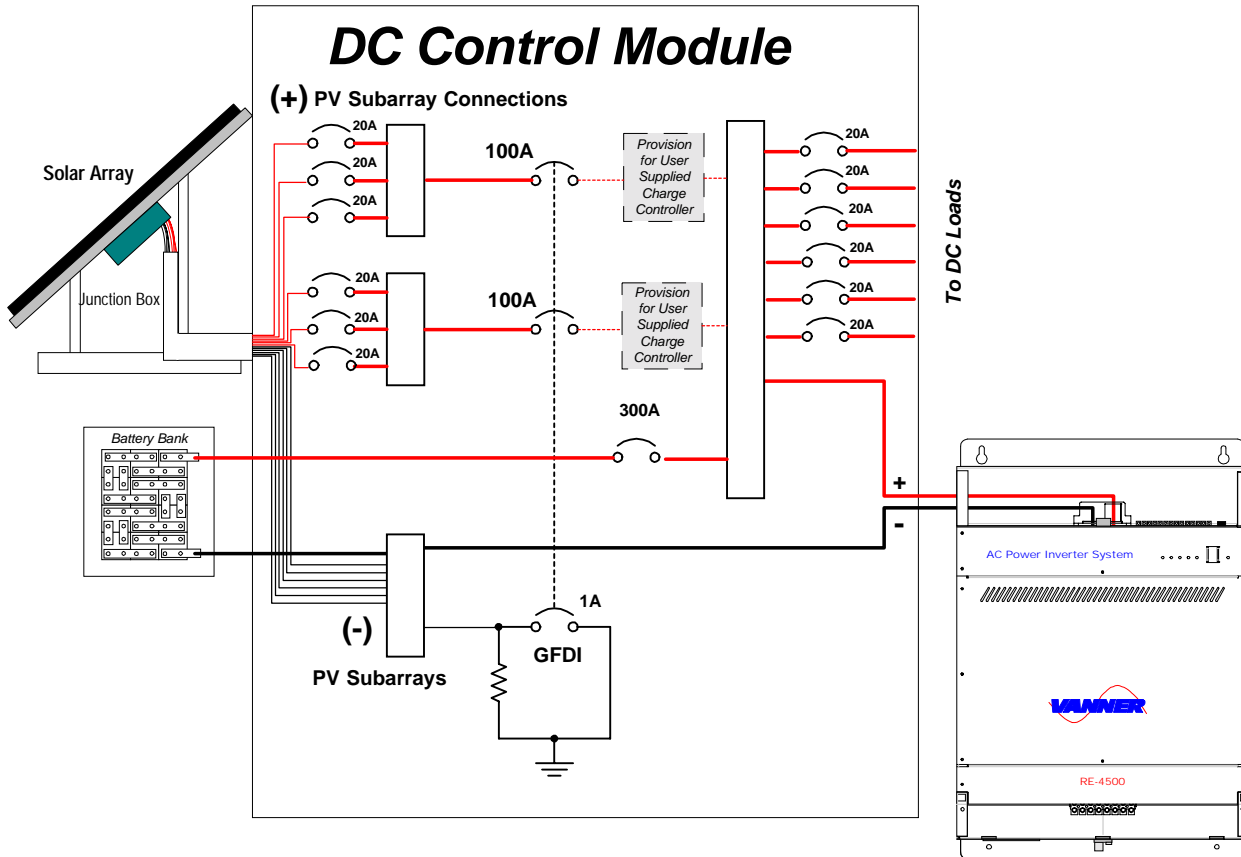 DC Control Module
(+) PV Subarray Connections
20A
20A
20A
100A
Provision
for User
Supplied
Charge
Controller
20A
20A
20A
20A
20A
20A
To DC Loads
Solar Array
Junction Box
20A
20A
20A
100A
Provision
for User
Supplied
Charge
Controller
300A
Battery Bank
+
-
(-)
PV Subarrays
1A
GFDI
AC Power Inverter System
VANNER
RE-4500